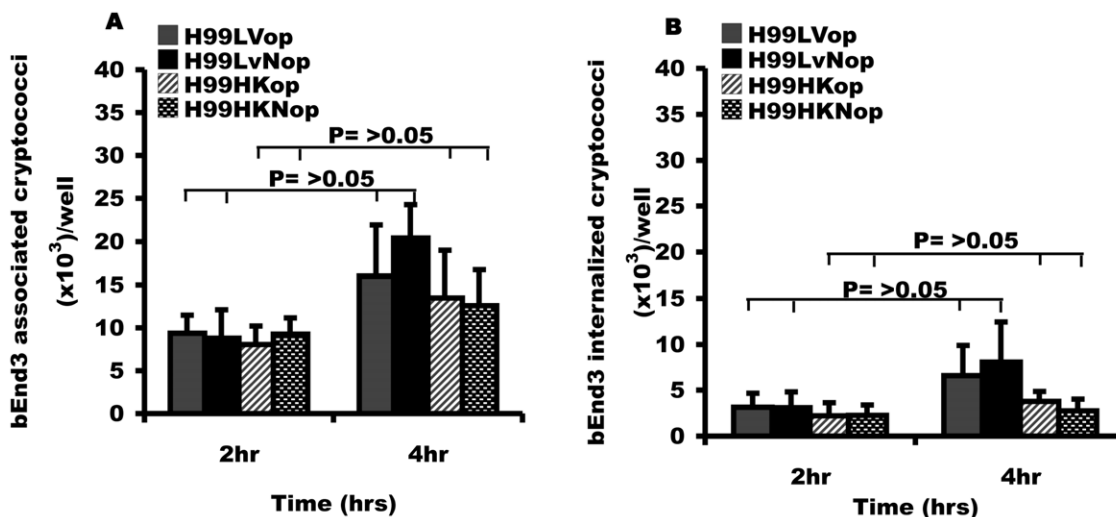 A
H99LVop
H99LvNop
H99HKop
H99HKNop
bEnd3 associated cryptococci
(x10³)/well
40
35
30
25
20
15
10
5
0
P= >0.05
P= >0.05
2hr
4hr
Time (hrs)
B
H99LVop
H99LvNop
H99HKop
H99HKNop
bEnd3 internalized cryptococci
(x10³)/well
40
35
30
25
20
15
10
5
0
P= >0.05
P= >0.05
2hr
4hr
Time (hrs)